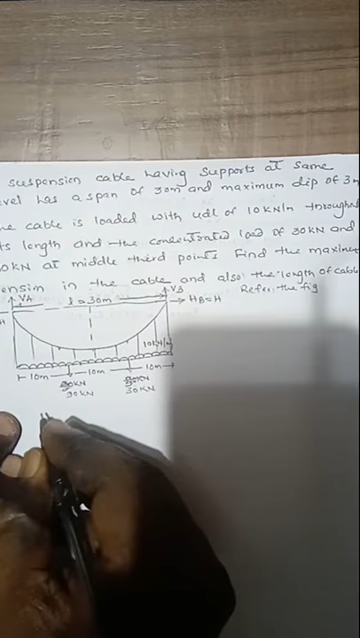 suspension cable having supports at same
level has a span of 30m and maximum dip of 3m
cable is loaded with udl of 10kN/n throughd
its length and the concentrated load of 30KN and
0KN at middle third points Find the maximum
tension in the cable and also the length of cable
Refer the fig
VA l = 30m VB
HB=H
10KN/
10m 10m 10m
30KN 30KN